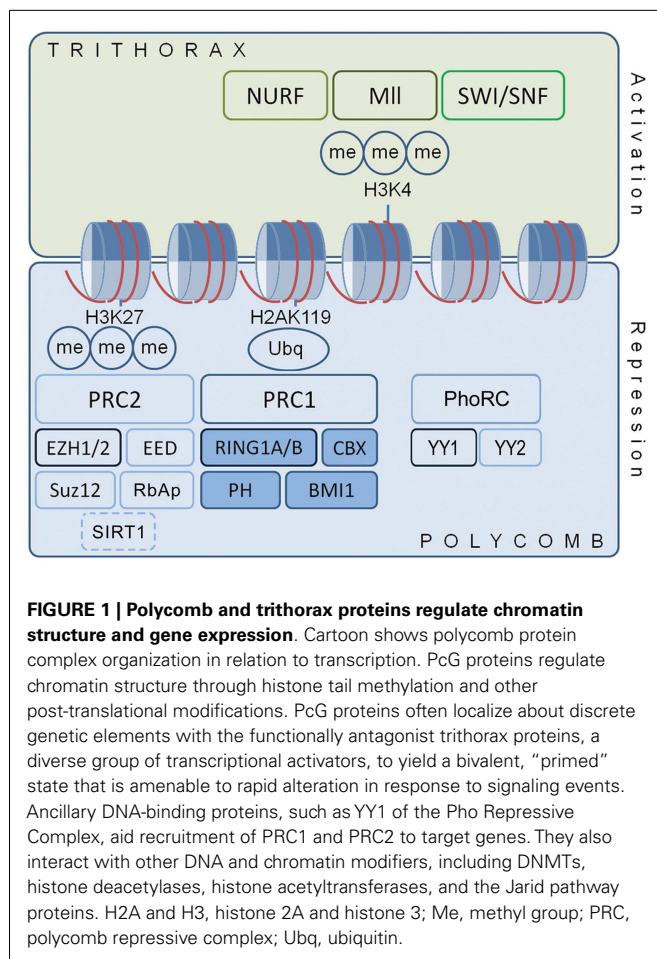 TRITHORAX
Activation
NURF Mll SWI/SNF
me me me
H3K4
H3K27 H2AK119
me me me Ubq
Repression
PRC2 PRC1 PhoRC
EZH1/2 EED RING1A/B CBX YY1 YY2
Suz12 RbAp PH BMI1
SIRT1
POLYCOMB
FIGURE 1 | Polycomb and trithorax proteins regulate chromatin
structure and gene expression. Cartoon shows polycomb protein
complex organization in relation to transcription. PcG proteins regulate
chromatin structure through histone tail methylation and other
post-translational modifications. PcG proteins often localize about discrete
genetic elements with the functionally antagonist trithorax proteins, a
diverse group of transcriptional activators, to yield a bivalent, “primed”
state that is amenable to rapid alteration in response to signaling events.
Ancillary DNA-binding proteins, such as YY1 of the Pho Repressive
Complex, aid recruitment of PRC1 and PRC2 to target genes. They also
interact with other DNA and chromatin modifiers, including DNMTs,
histone deacetylases, histone acetyltransferases, and the Jarid pathway
proteins. H2A and H3, histone 2A and histone 3; Me, methyl group; PRC,
polycomb repressive complex; Ubq, ubiquitin.